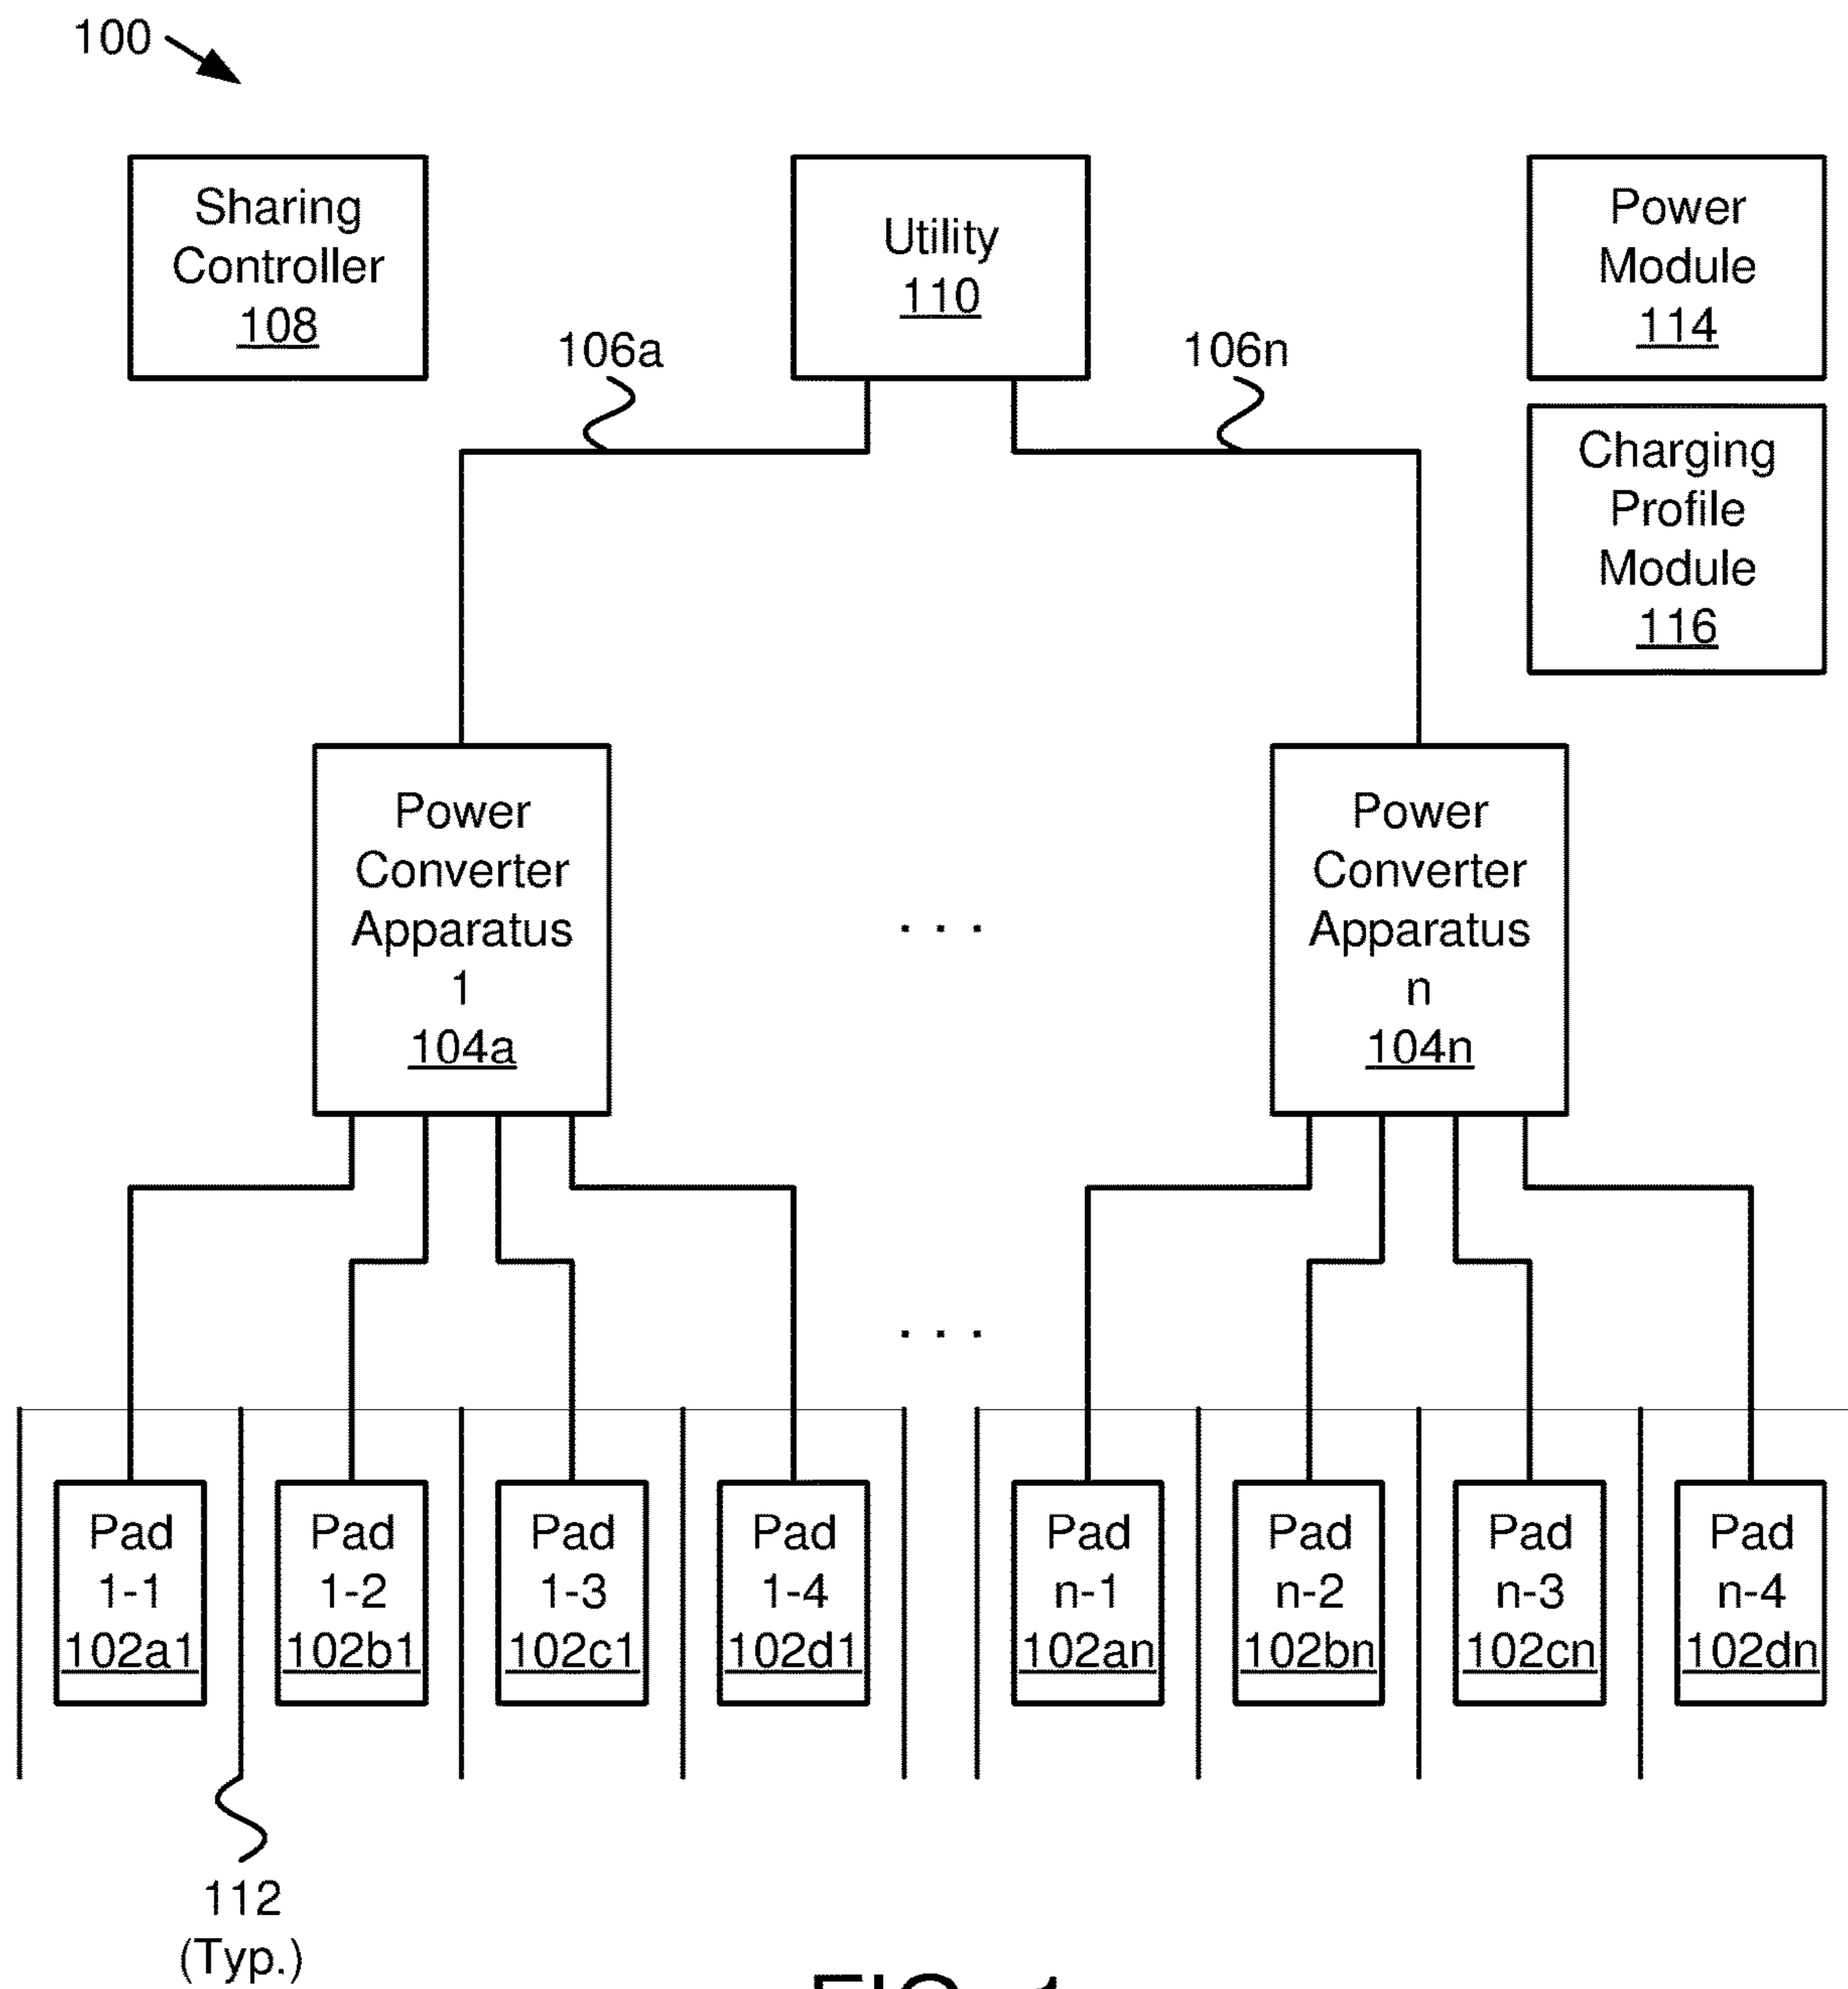 100
Sharing
Controller
108
Utility
110
Power
Module
114
106a
106n
Charging
Profile
Module
116
Power
Converter
Apparatus
1
104a
. . .
Power
Converter
Apparatus
n
104n
. . .
Pad
1-1
102a1
Pad
1-2
102b1
Pad
1-3
102c1
Pad
1-4
102d1
Pad
n-1
102an
Pad
n-2
102bn
Pad
n-3
102cn
Pad
n-4
102dn
112
(Typ.)
FIG. 1